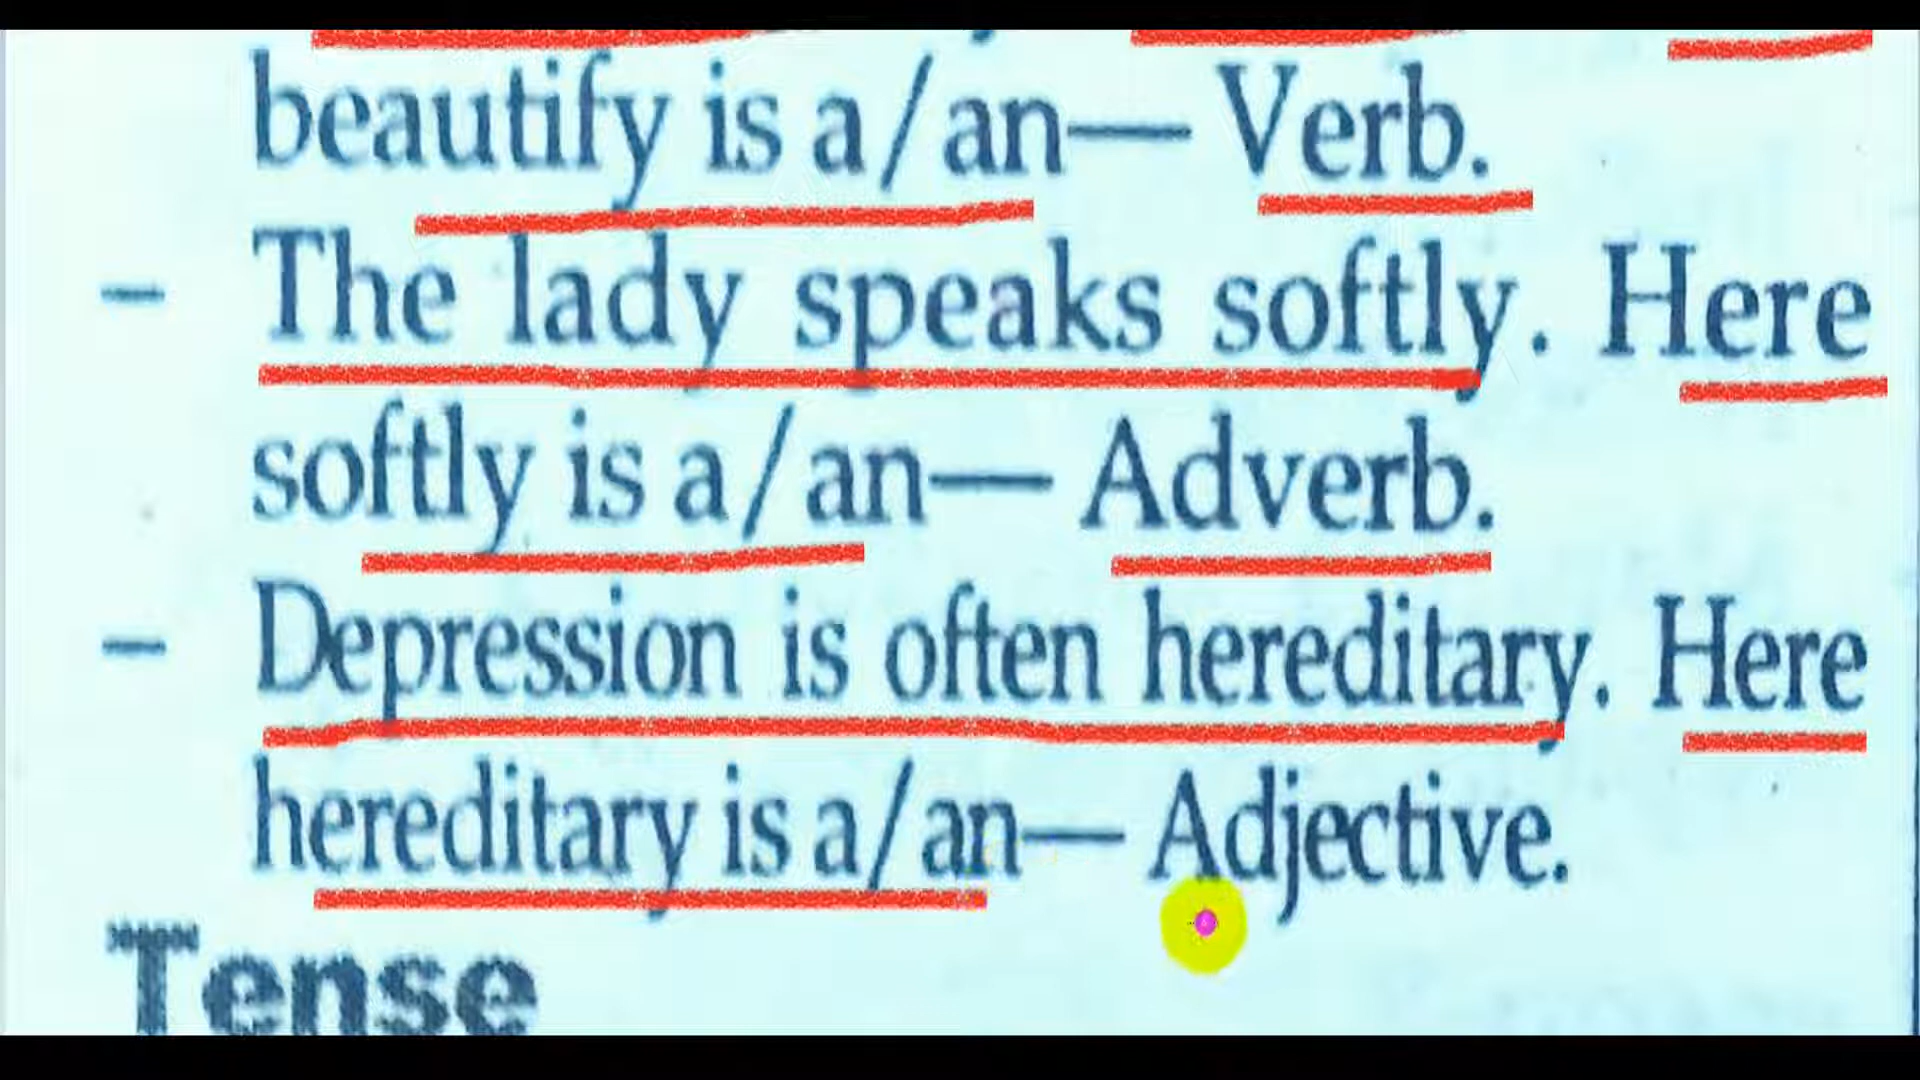 beautify is a/an— Verb.
– The lady speaks softly. Here
softly is a/an— Adverb.
– Depression is often hereditary. Here
hereditary is a/an— Adjective.
Tense